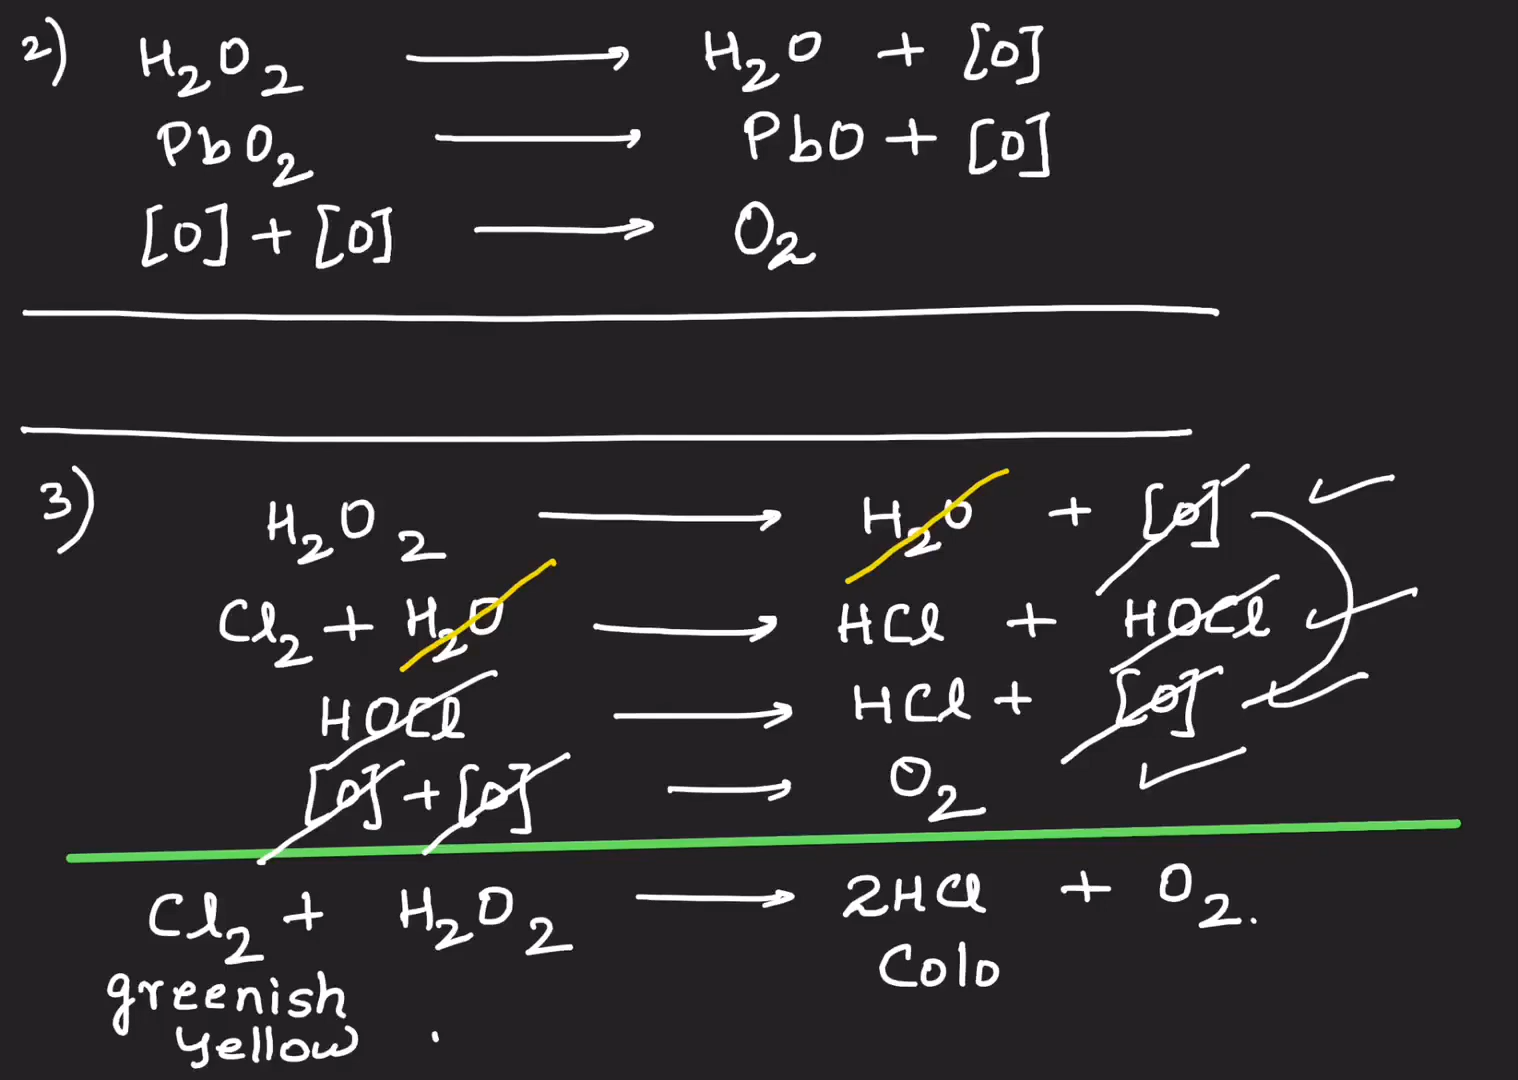 2) H₂O₂ ⟶ H₂O + [O]
PbO₂ ⟶ PbO + [O]
[O] + [O] ⟶ O₂
3) H₂O₂ ⟶ H₂O + [O]
Cl₂ + H₂O ⟶ HCl + HOCl
HOCl ⟶ HCl + [O]
[O] + [O] ⟶ O₂
Cl₂ + H₂O₂ ⟶ 2HCl + O₂.
greenish Colo
yellow